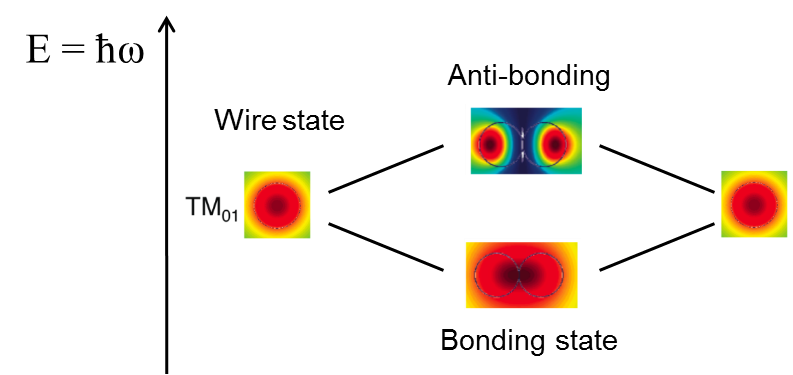 E = ħω
Anti-bonding
Wire state
TM₀₁
Bonding state